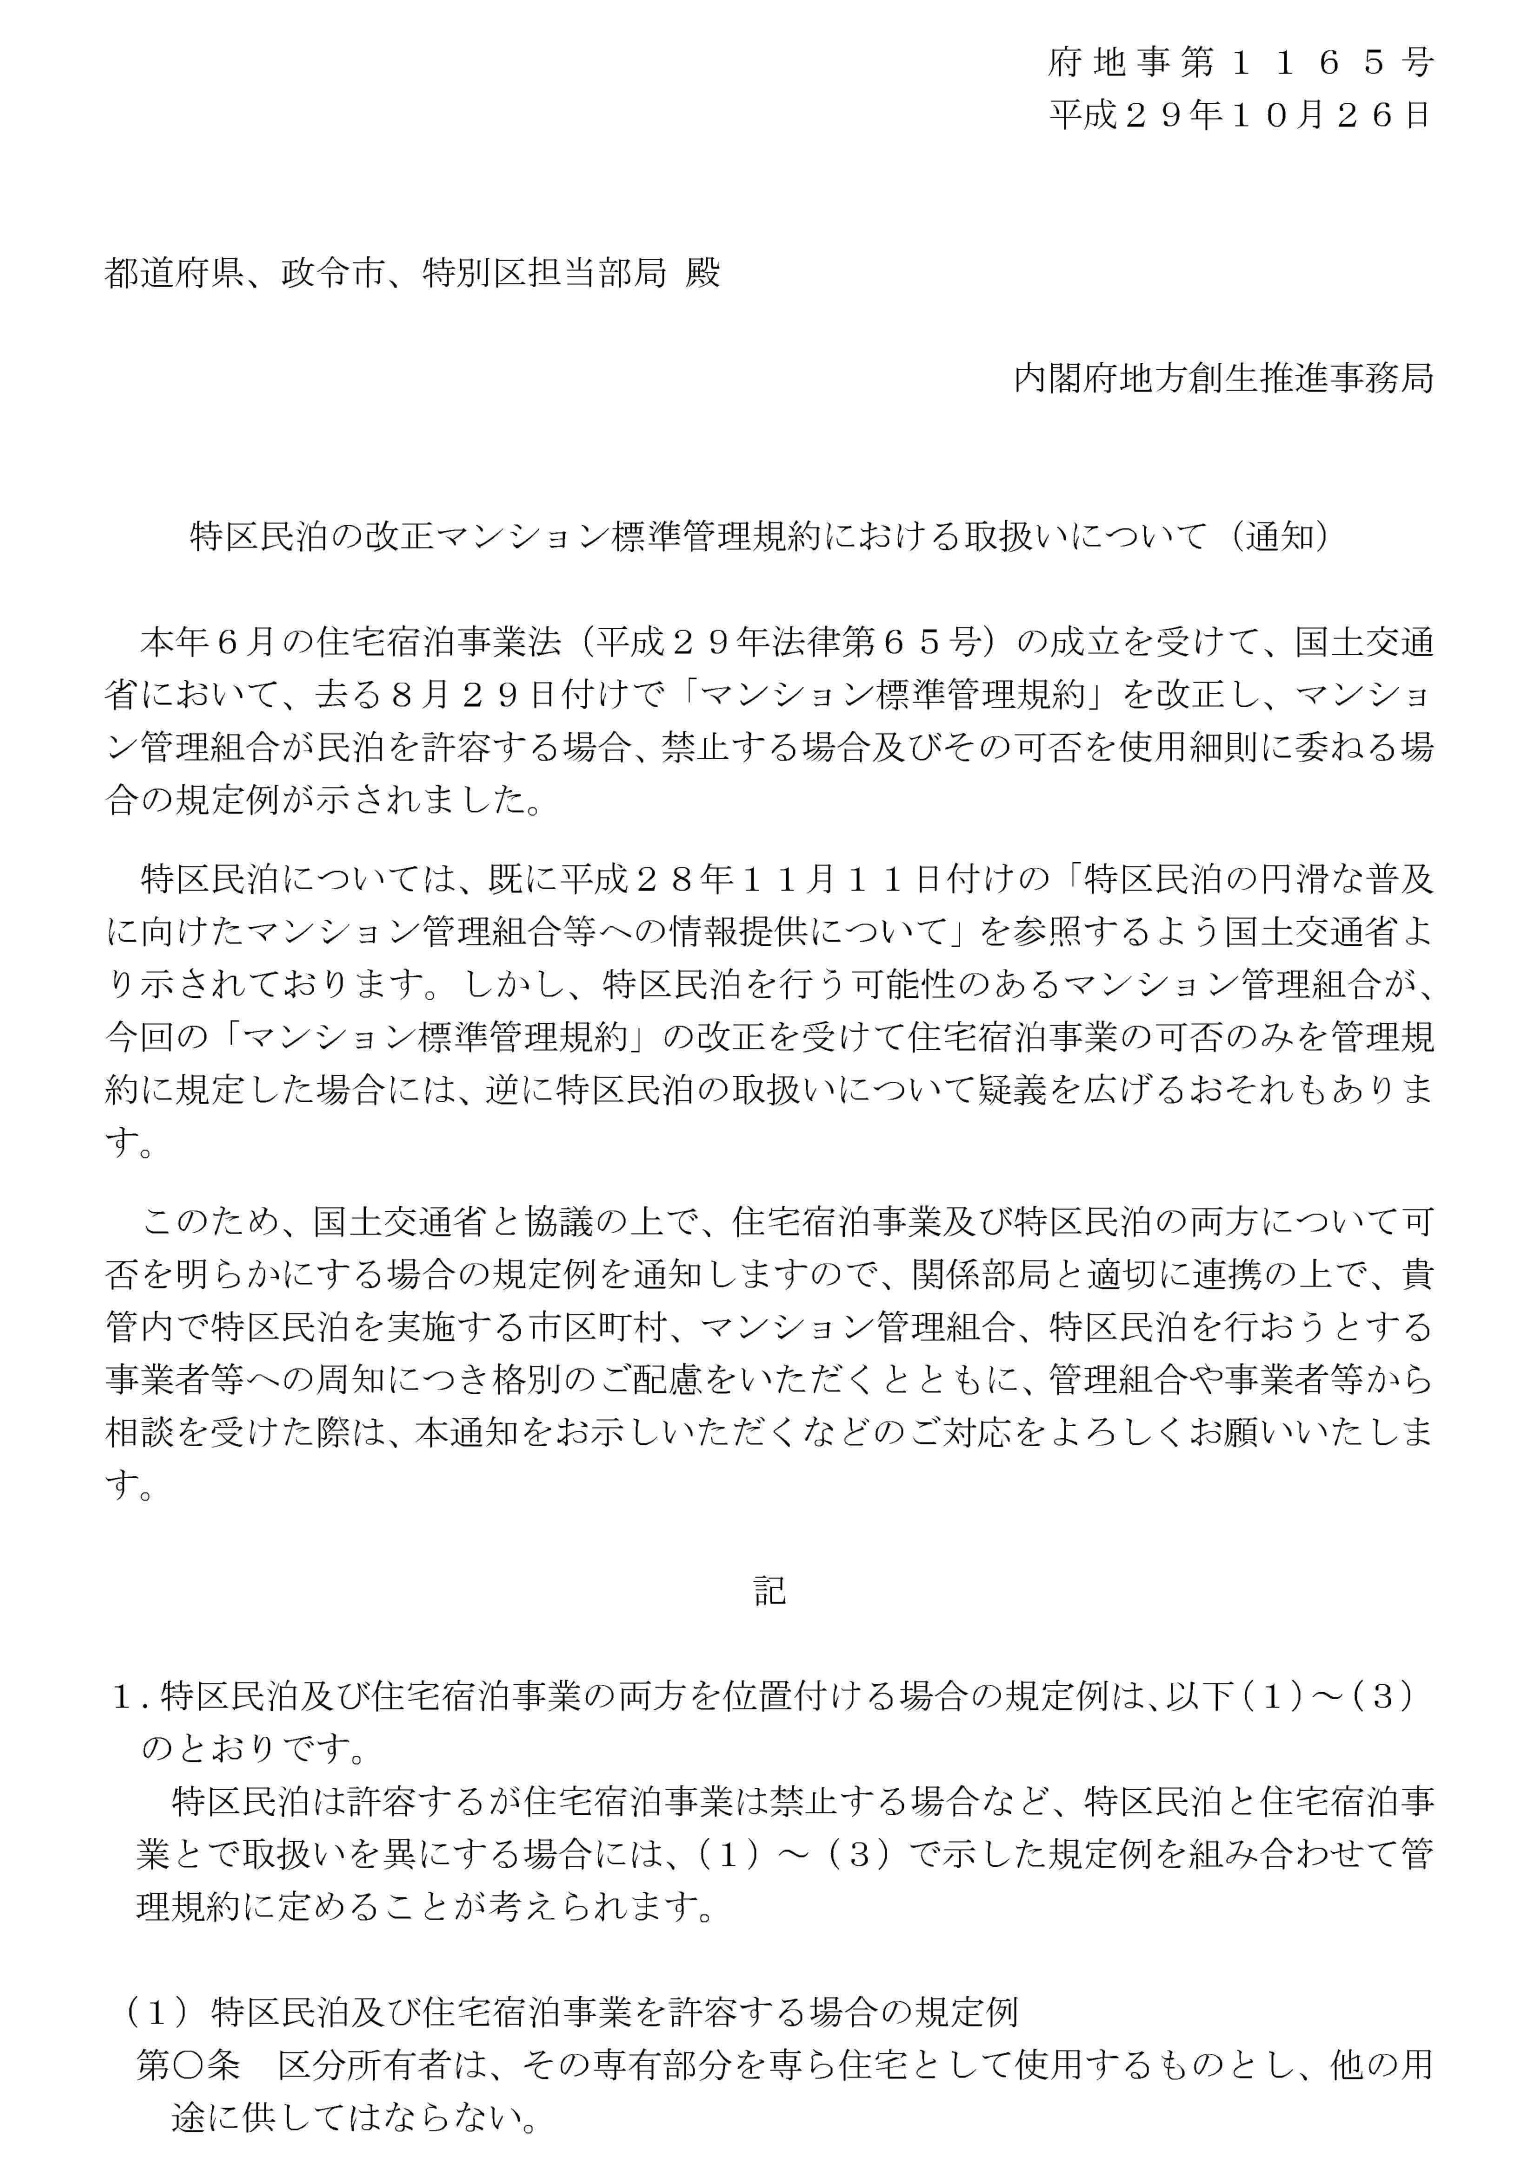 府地事第１１６５号
平成２９年１０月２６日
都道府県、政令市、特別区担当部局 殿
内閣府地方創生推進事務局
特区民泊の改正マンション標準管理規約における取扱いについて（通知）
本年６月の住宅宿泊事業法（平成２９年法律第６５号）の成立を受けて、国土交通
省において、去る８月２９日付けで「マンション標準管理規約」を改正し、マンショ
ン管理組合が民泊を許容する場合、禁止する場合及びその可否を使用細則に委ねる場
合の規定例が示されました。
特区民泊については、既に平成２８年１１月１１日付けの「特区民泊の円滑な普及
に向けたマンション管理組合等への情報提供について」を参照するよう国土交通省よ
り示されております。しかし、特区民泊を行う可能性のあるマンション管理組合が、
今回の「マンション標準管理規約」の改正を受けて住宅宿泊事業の可否のみを管理規
約に規定した場合には、逆に特区民泊の取扱いについて疑義を広げるおそれもありま
す。
このため、国土交通省と協議の上で、住宅宿泊事業及び特区民泊の両方について可
否を明らかにする場合の規定例を通知しますので、関係部局と適切に連携の上で、貴
管内で特区民泊を実施する市区町村、マンション管理組合、特区民泊を行おうとする
事業者等への周知につき格別のご配慮をいただくとともに、管理組合や事業者等から
相談を受けた際は、本通知をお示しいただくなどのご対応をよろしくお願いいたしま
す。
記
１．特区民泊及び住宅宿泊事業の両方を位置付ける場合の規定例は、以下（１）～（３）
のとおりです。
特区民泊は許容するが住宅宿泊事業は禁止する場合など、特区民泊と住宅宿泊事
業とで取扱いを異にする場合には、（１）～（３）で示した規定例を組み合わせて管
理規約に定めることが考えられます。
（１）特区民泊及び住宅宿泊事業を許容する場合の規定例
第〇条　区分所有者は、その専有部分を専ら住宅として使用するものとし、他の用
途に供してはならない。